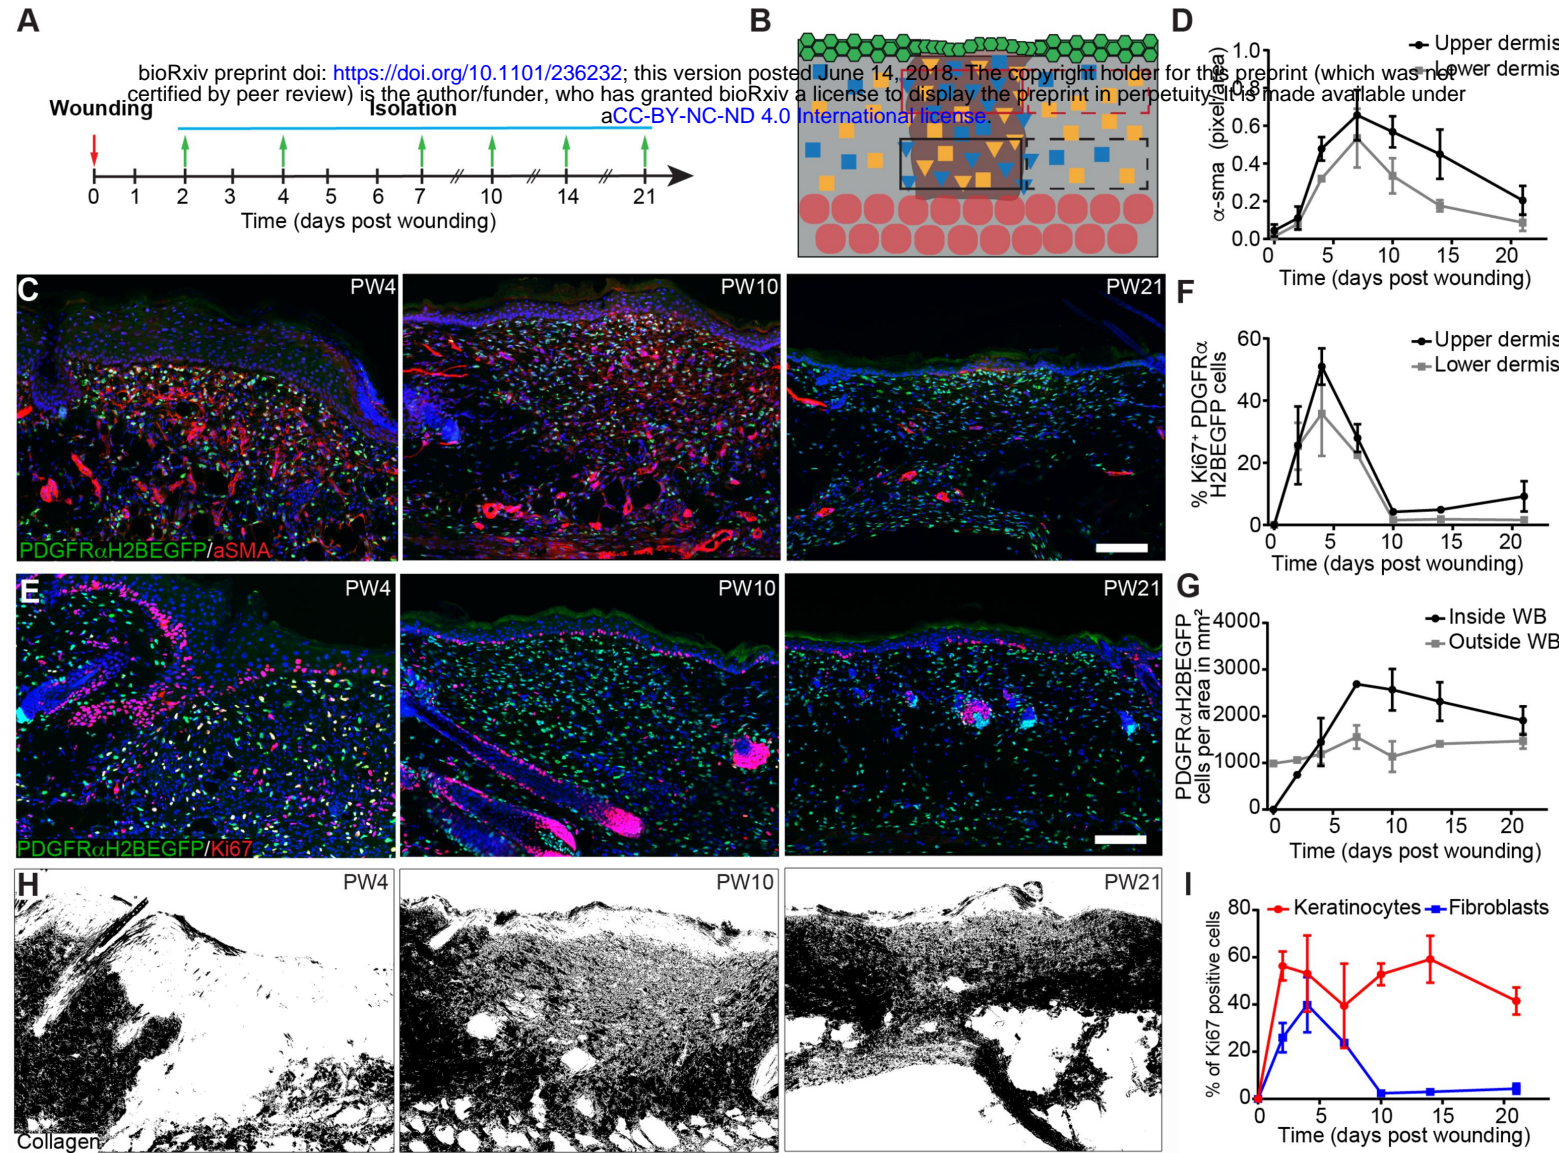 A
B
D
bioRxiv preprint doi: https://doi.org/10.1101/236232; this version posted June 14, 2018. The copyright holder for this preprint (which was not
certified by peer review) is the author/funder, who has granted bioRxiv a license to display the preprint in perpetuity. It is made available under
aCC-BY-NC-ND 4.0 International license.
Wounding
Isolation
0 1 2 3 4 5 6 7 10 14 21
Time (days post wounding)
Upper dermis
Lower dermis
α-sma (pixel/area)
1.0
0.8
0.6
0.4
0.2
0.0
0 5 10 15 20
Time (days post wounding)
C
PW4
PW10
PW21
PDGFRαH2BEGFP/aSMA
F
Upper dermis
Lower dermis
% Ki67⁺ PDGFRα
H2BEGFP cells
60
40
20
0
0 5 10 15 20
Time (days post wounding)
E
PW4
PW10
PW21
PDGFRαH2BEGFP/Ki67
G
Inside WB
Outside WB
PDGFRαH2BEGFP
cells per area in mm²
4000
3000
2000
1000
0
0 5 10 15 20
Time (days post wounding)
H
PW4
PW10
PW21
Collagen
I
Keratinocytes
Fibroblasts
% of Ki67 positive cells
80
60
40
20
0
0 5 10 15 20
Time (days post wounding)